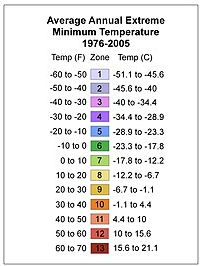 Average Annual Extreme
Minimum Temperature
1976-2005
Temp (F) Zone Temp (C)
-60 to -50 1 -51.1 to -45.6
-50 to -40 2 -45.6 to -40
-40 to -30 3 -40 to -34.4
-30 to -20 4 -34.4 to -28.9
-20 to -10 5 -28.9 to -23.3
-10 to 0 6 -23.3 to -17.8
0 to 10 7 -17.8 to -12.2
10 to 20 8 -12.2 to -6.7
20 to 30 9 -6.7 to -1.1
30 to 40 10 -1.1 to 4.4
40 to 50 11 4.4 to 10
50 to 60 12 10 to 15.6
60 to 70 13 15.6 to 21.1